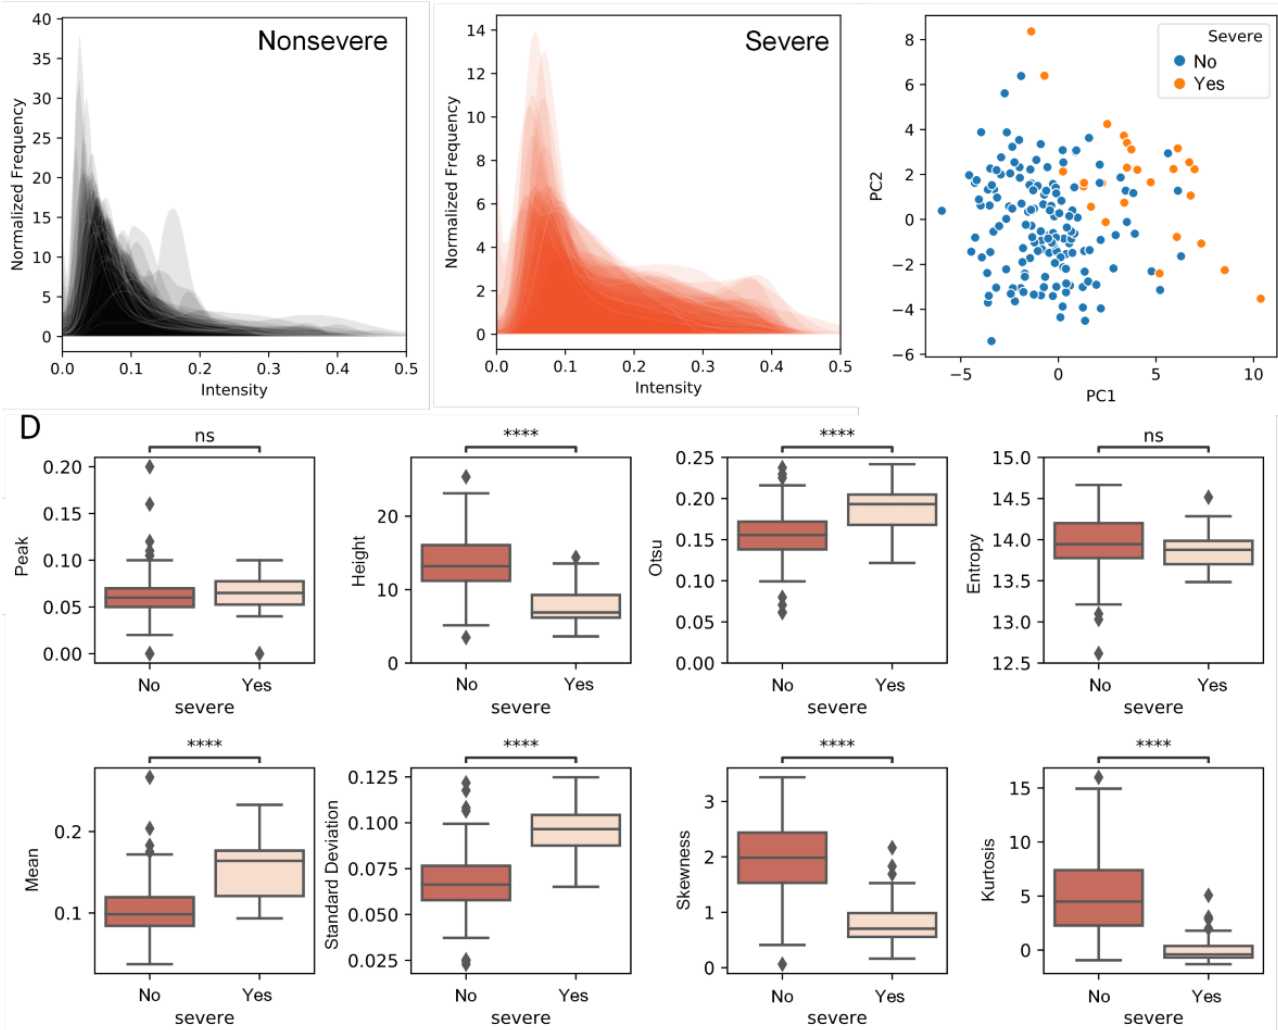 Nonsevere
Normalized Frequency
40
35
30
25
20
15
10
5
0
0.0 0.1 0.2 0.3 0.4 0.5
Intensity
Severe
Normalized Frequency
14
12
10
8
6
4
2
0
0.0 0.1 0.2 0.3 0.4 0.5
Intensity
Severe
No
Yes
PC2
8
6
4
2
0
−2
−4
−6
−5 0 5 10
PC1
D
ns
Peak
0.20
0.15
0.10
0.05
0.00
No Yes
severe
****
Height
20
10
0
No Yes
severe
****
Otsu
0.25
0.20
0.15
0.10
0.05
0.00
No Yes
severe
ns
Entropy
15.0
14.5
14.0
13.5
13.0
12.5
No Yes
severe
****
Mean
0.2
0.1
No Yes
severe
****
Standard Deviation
0.125
0.100
0.075
0.050
0.025
No Yes
severe
****
Skewness
3
2
1
0
No Yes
severe
****
Kurtosis
15
10
5
0
No Yes
severe